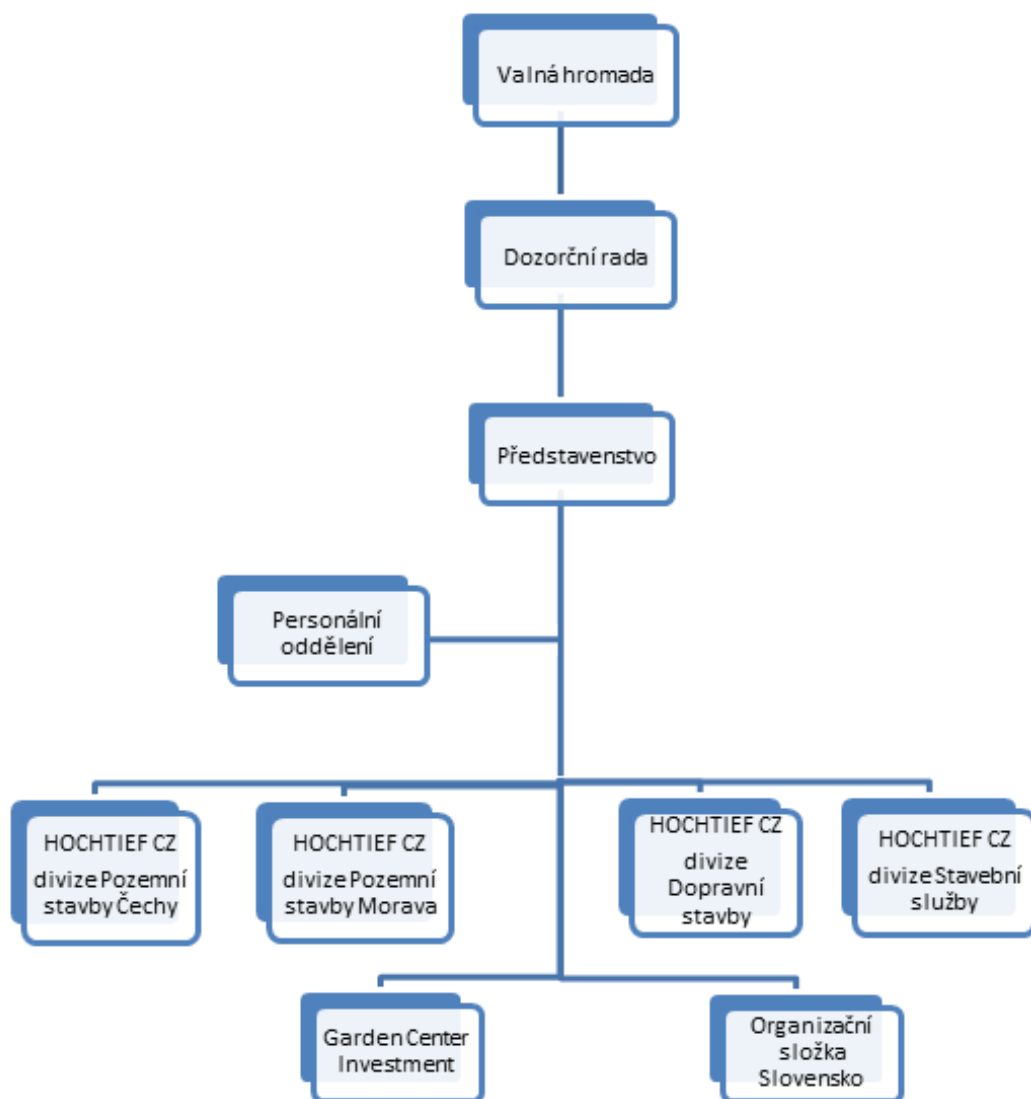 Valná hromada
Dozorční rada
Představenstvo
Personální
oddělení
HOCHTIEF CZ
divize Pozemní
stavby Čechy
HOCHTIEF CZ
divize Pozemní
stavby Morava
HOCHTIEF CZ
divize
Dopravní
stavby
HOCHTIEF CZ
divize Stavební
služby
Garden Center
Investment
Organizační
složka
Slovensko